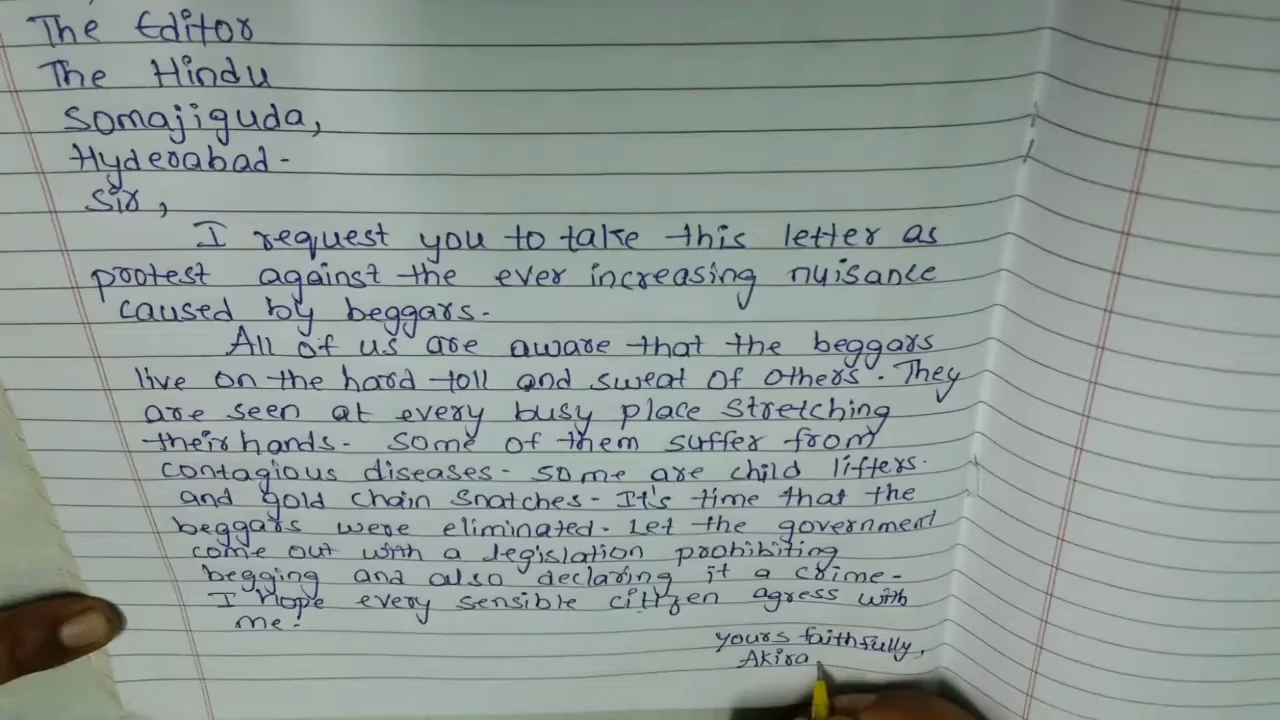 The Editor
The Hindu
Somajiguda,
Hyderabad-
Sir,
I request you to take this letter as
protest against the ever increasing nuisance
caused by beggars.
All of us are aware that the beggars
live on the hard toll and sweat of others. They
are seen at every busy place stretching
their hands. Some of them suffer from
contagious diseases. some are child lifters.
and gold chain snatches. It's time that the
beggars were eliminated. Let the government
come out with a legislation prohibiting
begging and also declaring it a crime.
I hope every sensible citizen agress with
me.
yours faithfully,
Akira